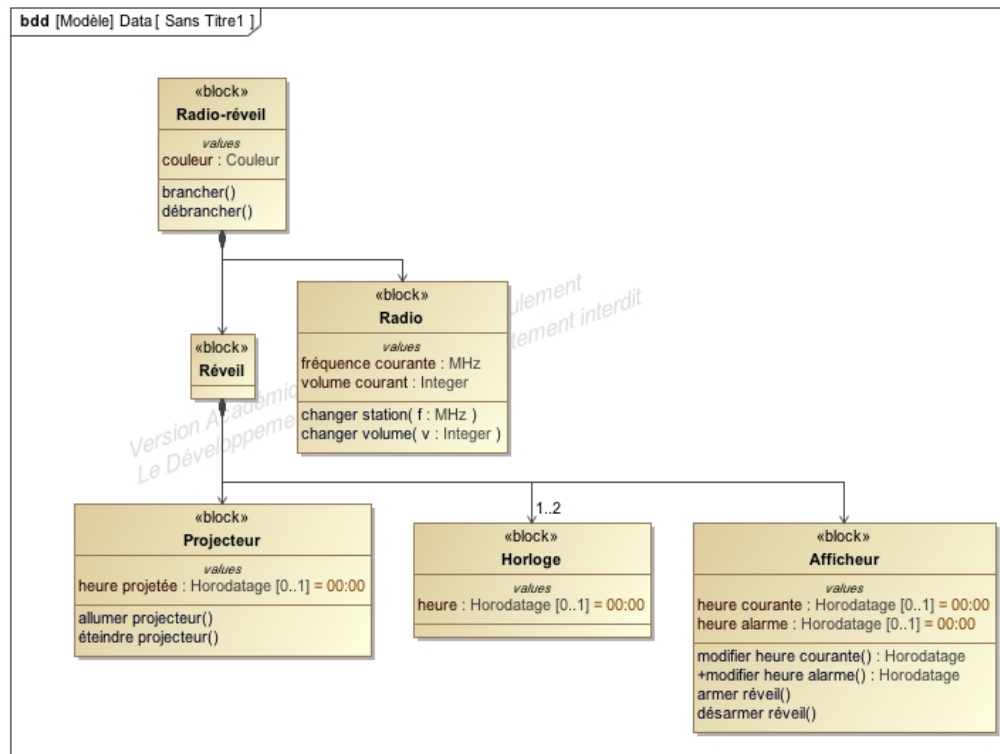 bdd [Modèle] Data [ Sans Titre1 ]
«block»
Radio-réveil
values
couleur : Couleur
brancher()
débrancher()
«block»
Réveil
«block»
Radio
values
fréquence courante : MHz
volume courant : Integer
changer station( f : MHz )
changer volume( v : Integer )
Version
Le
ulement
tement interdit
«block»
Projecteur
values
heure projetée : Horodatage [0..1] = 00:00
allumer projecteur()
éteindre projecteur()
1..2
«block»
Horloge
values
heure : Horodatage [0..1] = 00:00
«block»
Afficheur
values
heure courante : Horodatage [0..1] = 00:00
heure alarme : Horodatage [0..1] = 00:00
modifier heure courante() : Horodatage
+modifier heure alarme() : Horodatage
armer réveil()
désarmer réveil()